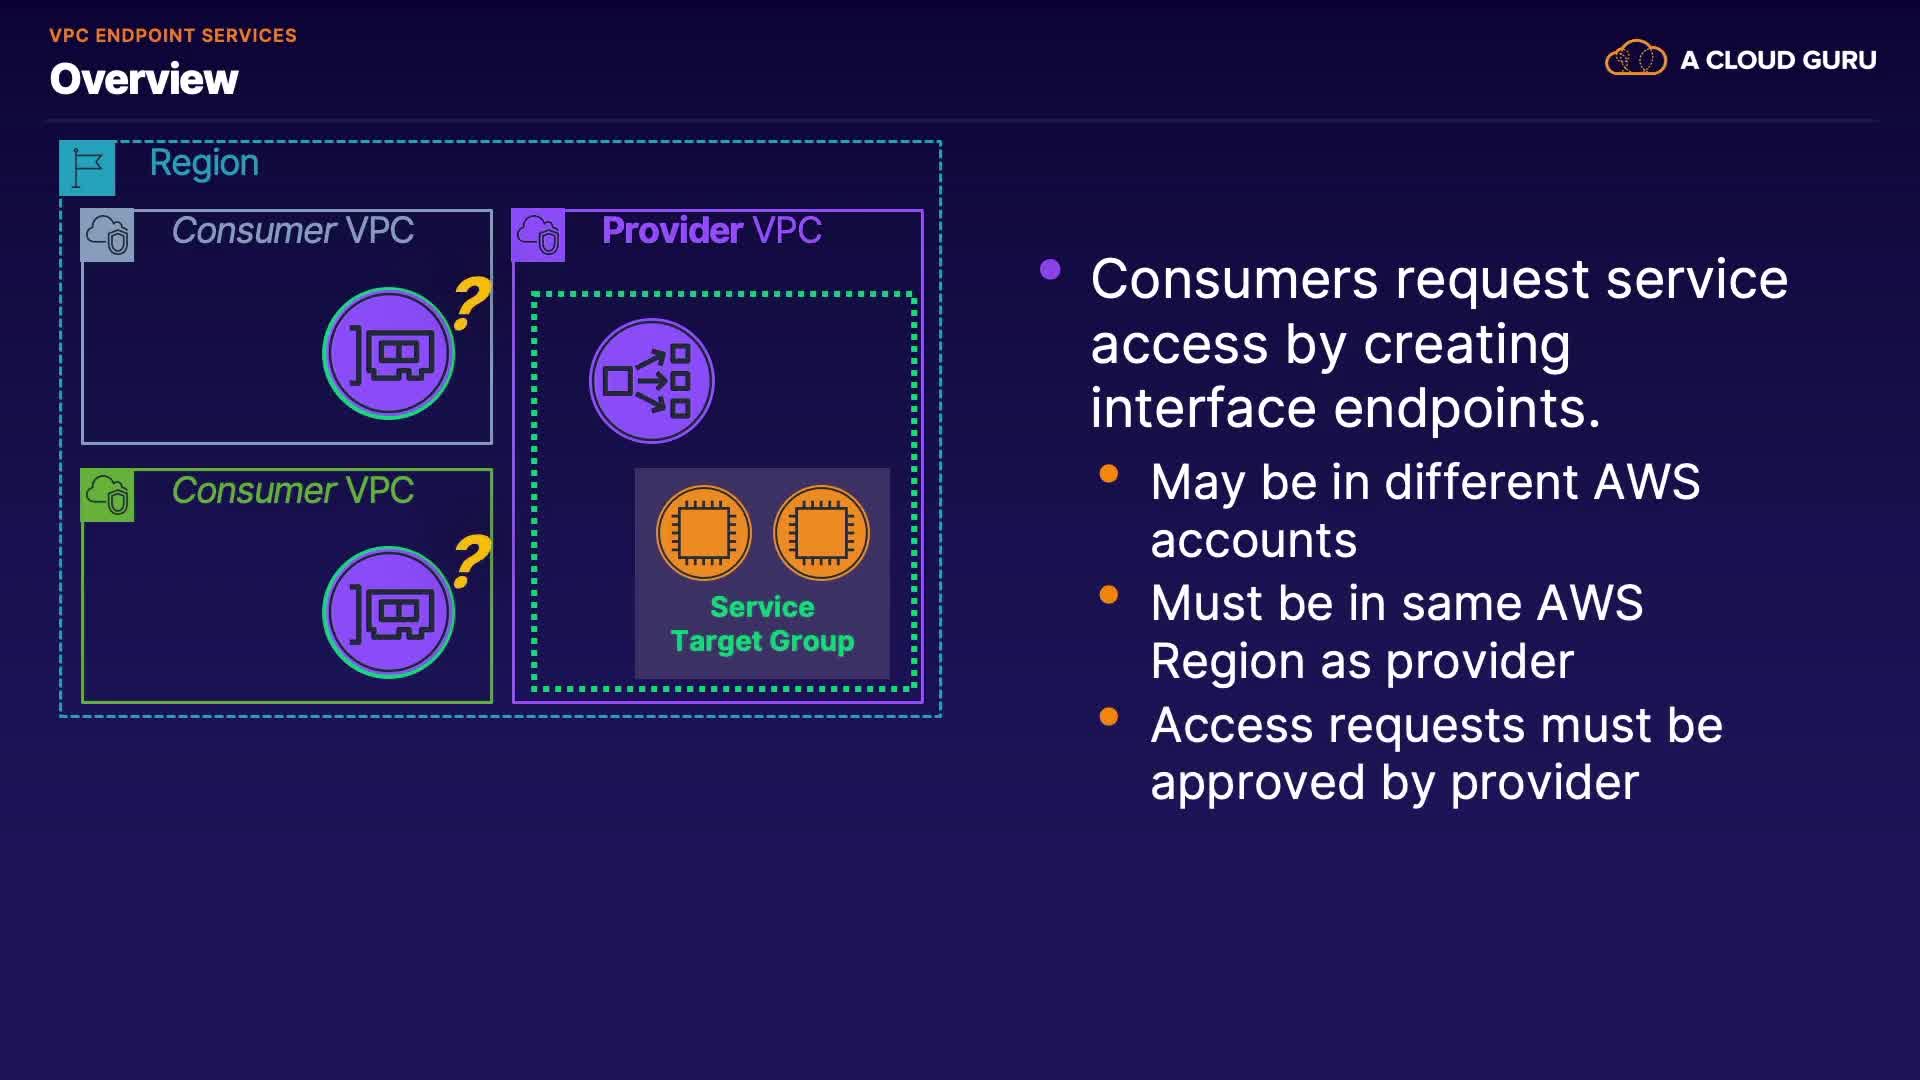 VPC ENDPOINT SERVICES
Overview
A CLOUD GURU
Region
Consumer VPC
?
Consumer VPC
?
Provider VPC
Service
Target Group
Consumers request service
access by creating
interface endpoints.
May be in different AWS
accounts
Must be in same AWS
Region as provider
Access requests must be
approved by provider